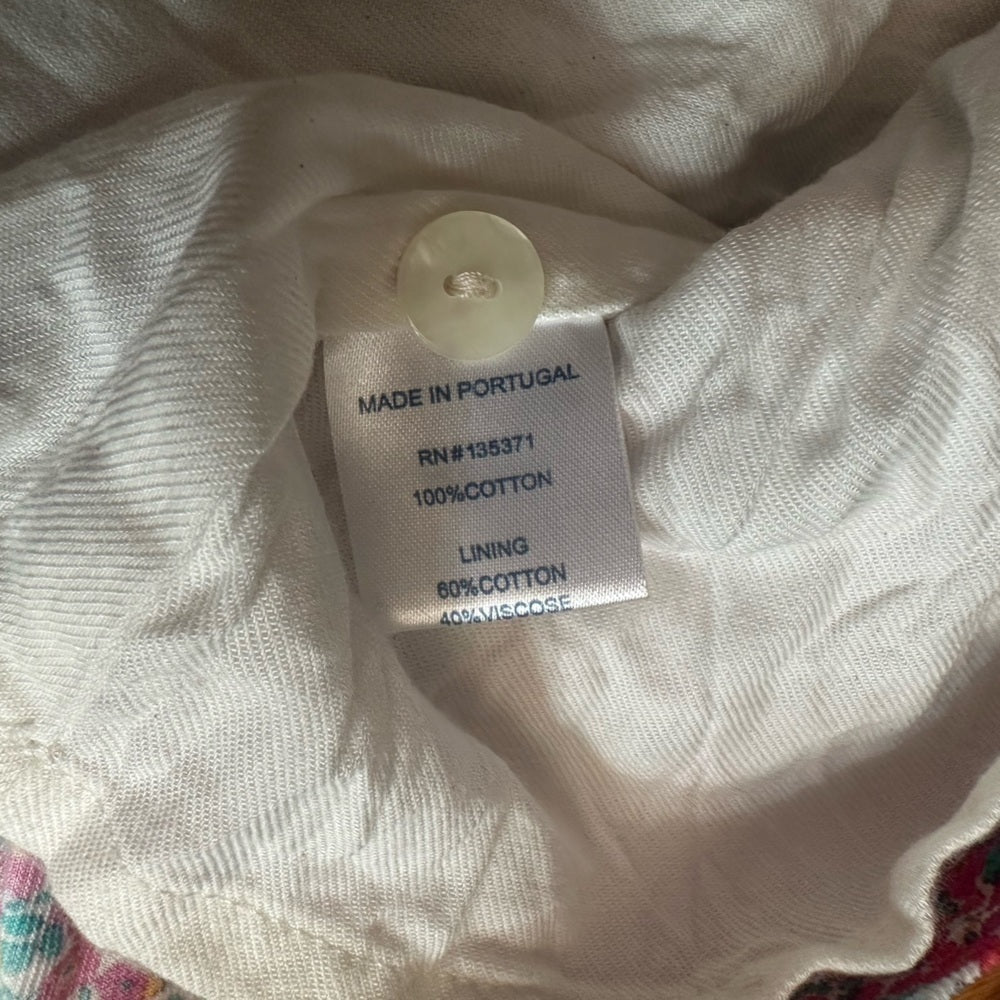 MADE IN PORTUGAL
RN#135371
100%COTTON
LINING
60%COTTON
40%VISCOSE